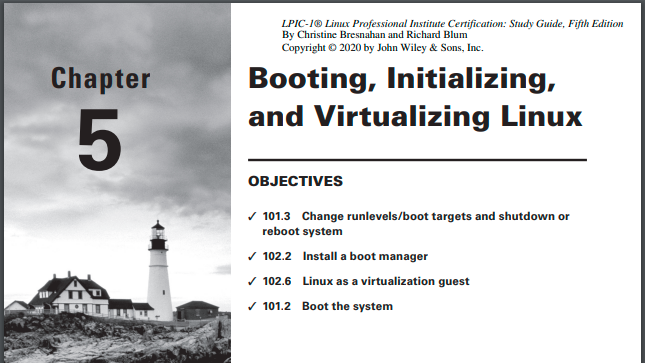 LPIC-1® Linux Professional Institute Certification: Study Guide, Fifth Edition
By Christine Bresnahan and Richard Blum
Copyright © 2020 by John Wiley & Sons, Inc.
Chapter
5
Booting, Initializing,
and Virtualizing Linux
OBJECTIVES
✓ 101.3 Change runlevels/boot targets and shutdown or
reboot system
✓ 102.2 Install a boot manager
✓ 102.6 Linux as a virtualization guest
✓ 101.2 Boot the system